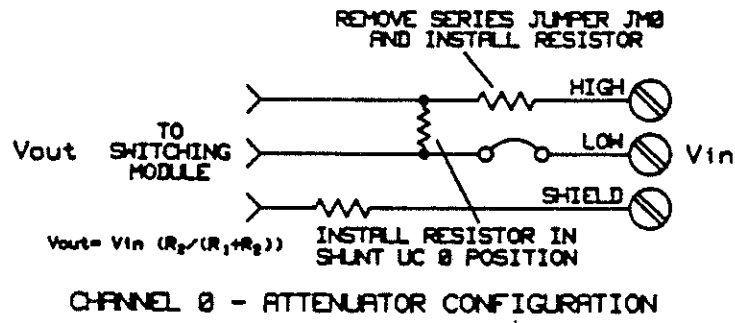 REMOVE SERIES JUMPER JM0
AND INSTALL RESISTOR
HIGH
TO
SWITCHING
MODULE
Vout
LOW
Vin
SHIELD
Vout= Vin (R₂/(R₁+R₂))
INSTALL RESISTOR IN
SHUNT UC 0 POSITION
CHANNEL 0 - ATTENUATOR CONFIGURATION